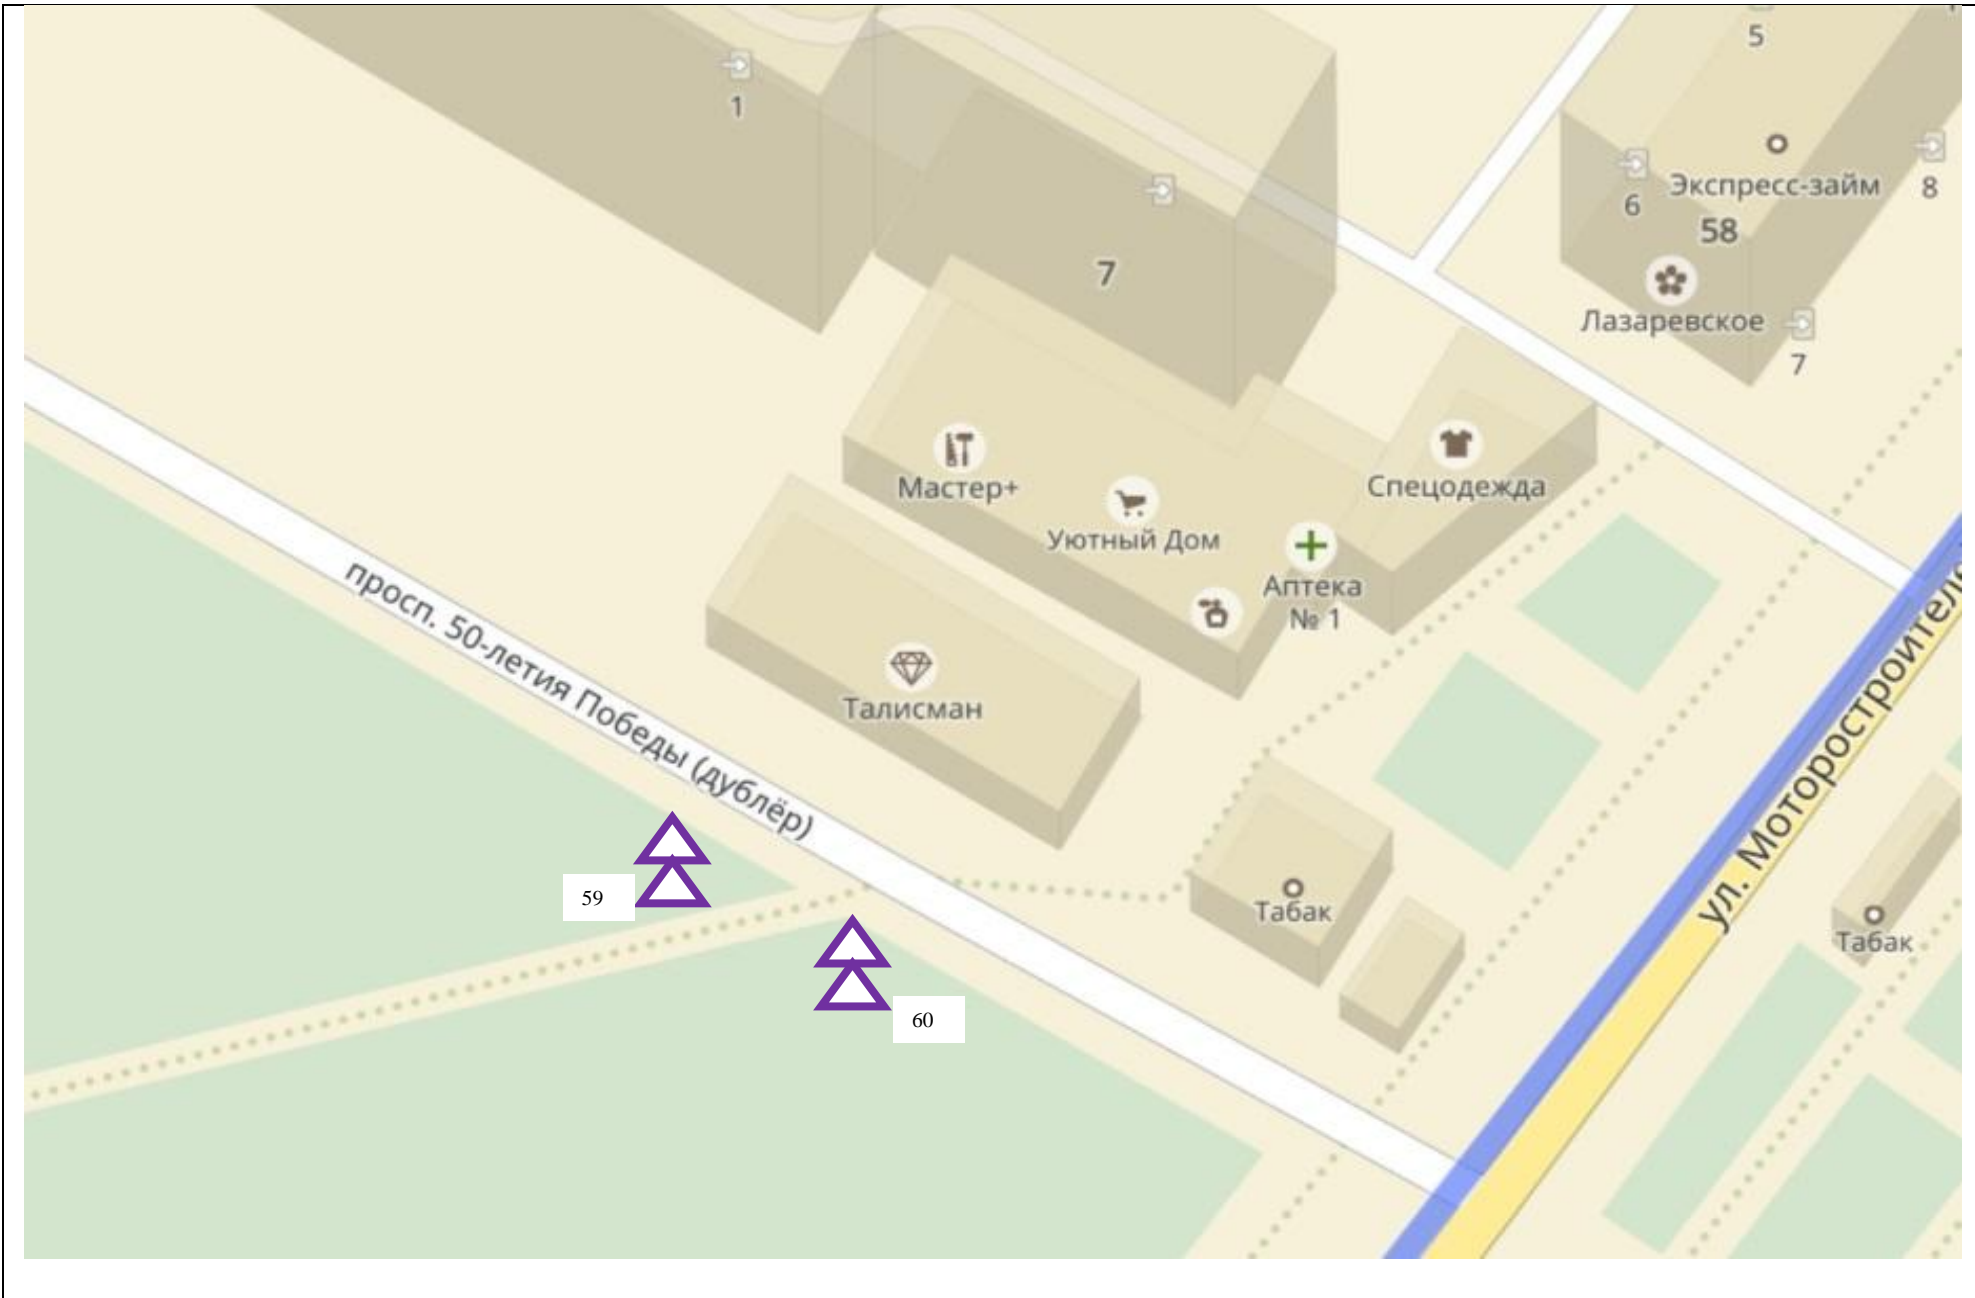 5
1
6
Экспресс-займ
8
58
7
Лазаревское
7
Мастер+
Спецодежда
Уютный Дом
Аптека
№ 1
просп. 50-летия Победы (дублёр)
Талисман
ул. Моторостроителе
59
Табак
Табак
60